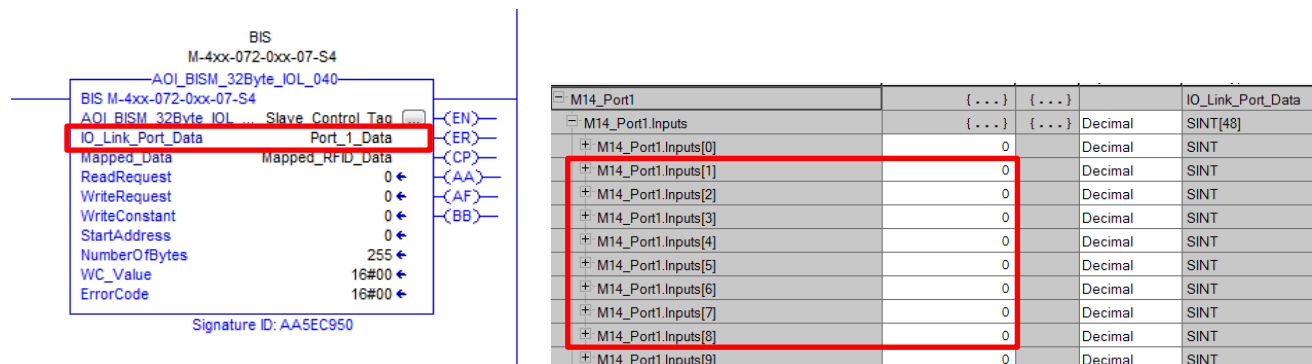 BIS
M-4xx-072-0xx-07-S4
AOI_BISM_32Byte_IOL_040
BIS M-4xx-072-0xx-07-S4
AOI_BISM_32Byte_IOL ... Slave_Control_Tag ... (EN)
IO_Link_Port_Data Port_1_Data (ER)
Mapped_Data Mapped_RFID_Data (CP)
ReadRequest 0 (AA)
WriteRequest 0 (AF)
WriteConstant 0 (BB)
StartAddress 0
NumberOfBytes 255
WC_Value 16#00
ErrorCode 16#00
Signature ID: AA5EC950
M14_Port1 {...} {...} IO_Link_Port_Data
M14_Port1.Inputs {...} {...} Decimal SINT[48]
M14_Port1.Inputs[0] 0 Decimal SINT
M14_Port1.Inputs[1] 0 Decimal SINT
M14_Port1.Inputs[2] 0 Decimal SINT
M14_Port1.Inputs[3] 0 Decimal SINT
M14_Port1.Inputs[4] 0 Decimal SINT
M14_Port1.Inputs[5] 0 Decimal SINT
M14_Port1.Inputs[6] 0 Decimal SINT
M14_Port1.Inputs[7] 0 Decimal SINT
M14_Port1.Inputs[8] 0 Decimal SINT
M14_Port1.Inputs[9] 0 Decimal SINT